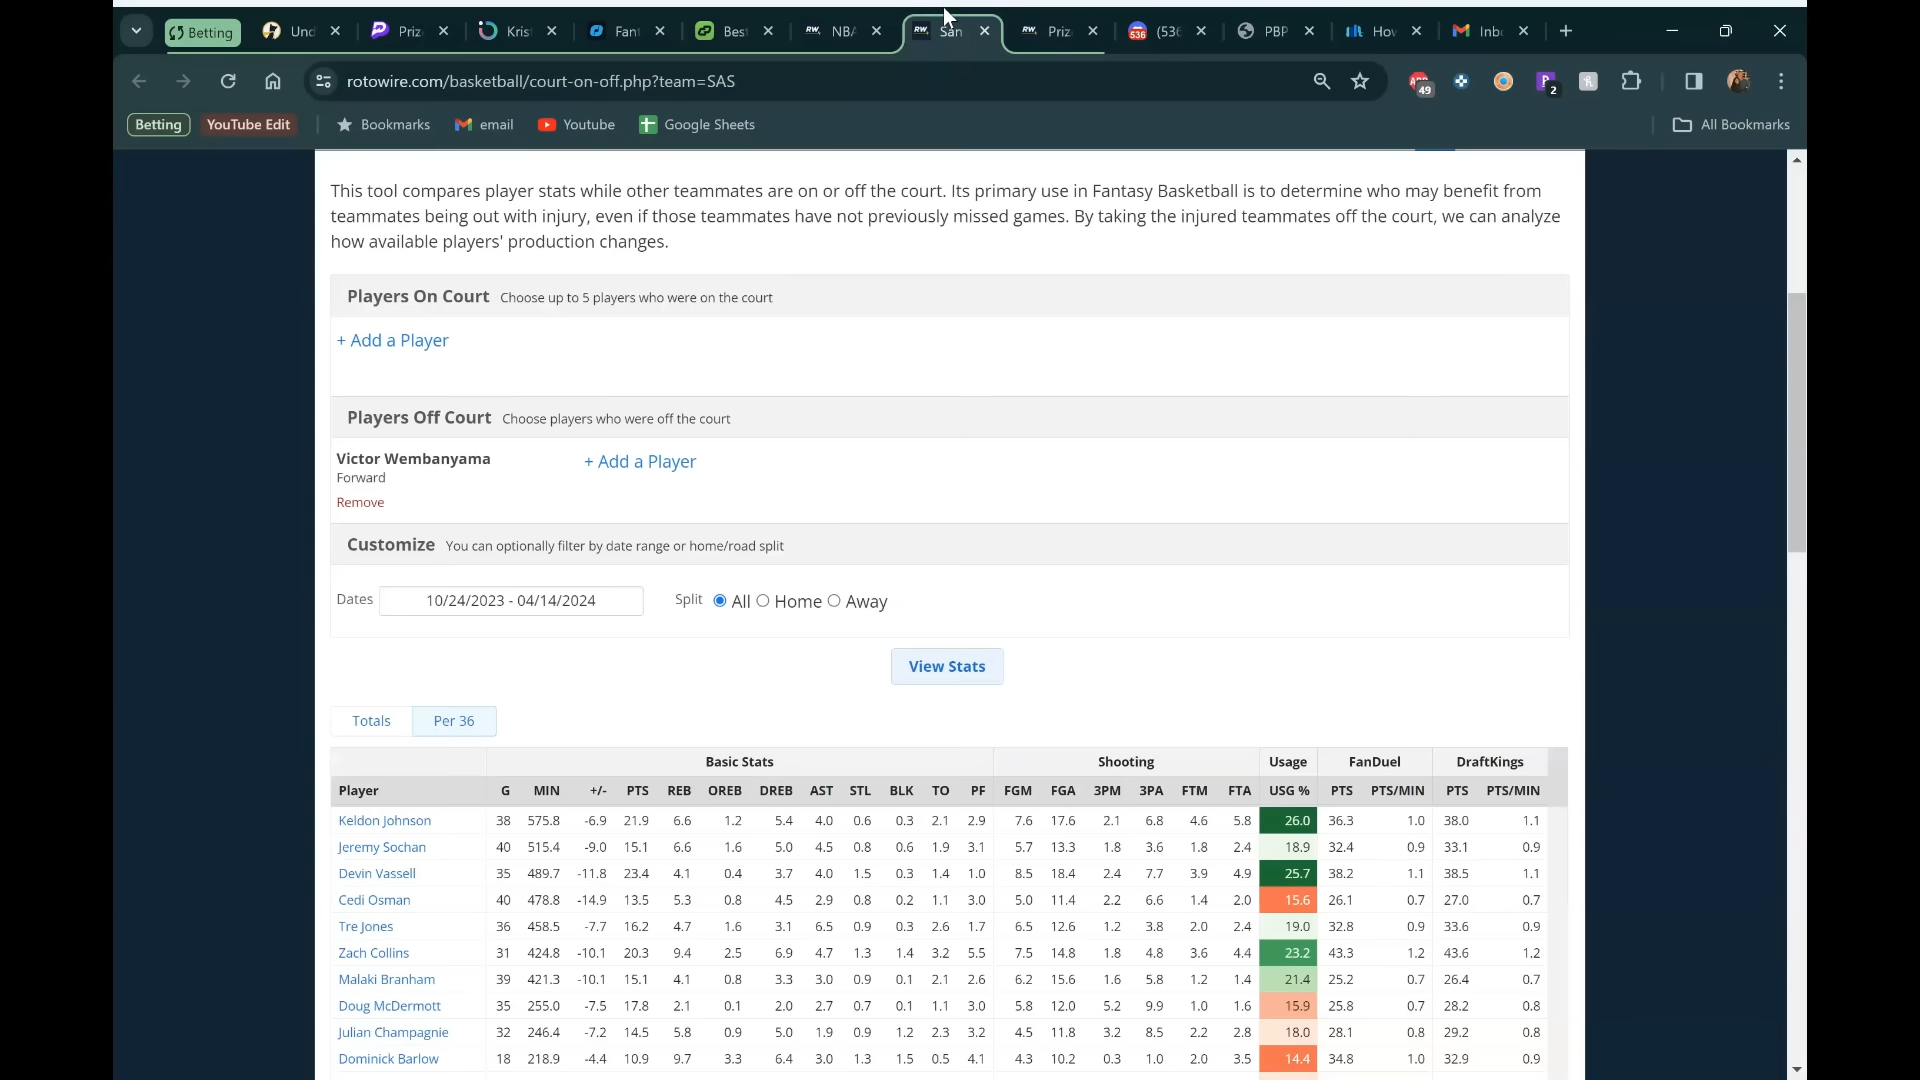 Betting Und Priz Kris Fant Best NBA San Priz (536 PBP How Inbo
rotowire.com/basketball/court-on-off.php?team=SAS
49 2
Betting YouTube Edit Bookmarks email Youtube Google Sheets All Bookmarks
This tool compares player stats while other teammates are on or off the court. Its primary use in Fantasy Basketball is to determine who may benefit from
teammates being out with injury, even if those teammates have not previously missed games. By taking the injured teammates off the court, we can analyze
how available players' production changes.
Players On Court Choose up to 5 players who were on the court
+ Add a Player
Players Off Court Choose players who were off the court
Victor Wembanyama + Add a Player
Forward
Remove
Customize You can optionally filter by date range or home/road split
Dates 10/24/2023 - 04/14/2024 Split All Home Away
View Stats
Totals Per 36
Basic Stats Shooting Usage FanDuel DraftKings
Player G MIN +/- PTS REB OREB DREB AST STL BLK TO PF FGM FGA 3PM 3PA FTM FTA USG % PTS PTS/MIN PTS PTS/MIN
Keldon Johnson 38 575.8 -6.9 21.9 6.6 1.2 5.4 4.0 0.6 0.3 2.1 2.9 7.6 17.6 2.1 6.8 4.6 5.8 26.0 36.3 1.0 38.0 1.1
Jeremy Sochan 40 515.4 -9.0 15.1 6.6 1.6 5.0 4.5 0.8 0.6 1.9 3.1 5.7 13.3 1.8 3.6 1.8 2.4 18.9 32.4 0.9 33.1 0.9
Devin Vassell 35 489.7 -11.8 23.4 4.1 0.4 3.7 4.0 1.5 0.3 1.4 1.0 8.5 18.4 2.4 7.7 3.9 4.9 25.7 38.2 1.1 38.5 1.1
Cedi Osman 40 478.8 -14.9 13.5 5.3 0.8 4.5 2.9 0.8 0.2 1.1 3.0 5.0 11.4 2.2 6.6 1.4 2.0 15.6 26.1 0.7 27.0 0.7
Tre Jones 36 458.5 -7.7 16.2 4.7 1.6 3.1 6.5 0.9 0.3 2.6 1.7 6.5 12.6 1.2 3.8 2.0 2.4 19.0 32.8 0.9 33.6 0.9
Zach Collins 31 424.8 -10.1 20.3 9.4 2.5 6.9 4.7 1.3 1.4 3.2 5.5 7.5 14.8 1.8 4.8 3.6 4.4 23.2 43.3 1.2 43.6 1.2
Malaki Branham 39 421.3 -10.1 15.1 4.1 0.8 3.3 3.0 0.9 0.1 2.1 2.6 6.2 15.6 1.6 5.8 1.2 1.4 21.4 25.2 0.7 26.4 0.7
Doug McDermott 35 255.0 -7.5 17.8 2.1 0.1 2.0 2.7 0.7 0.1 1.1 3.0 5.8 12.0 5.2 9.9 1.0 1.6 15.9 25.8 0.7 28.2 0.8
Julian Champagnie 32 246.4 -7.2 14.5 5.8 0.9 5.0 1.9 0.9 1.2 2.3 3.2 4.5 11.8 3.2 8.5 2.2 2.8 18.0 28.1 0.8 29.2 0.8
Dominick Barlow 18 218.9 -4.4 10.9 9.7 3.3 6.4 3.0 1.3 1.5 0.5 4.1 4.3 10.2 0.3 1.0 2.0 3.5 14.4 34.8 1.0 32.9 0.9